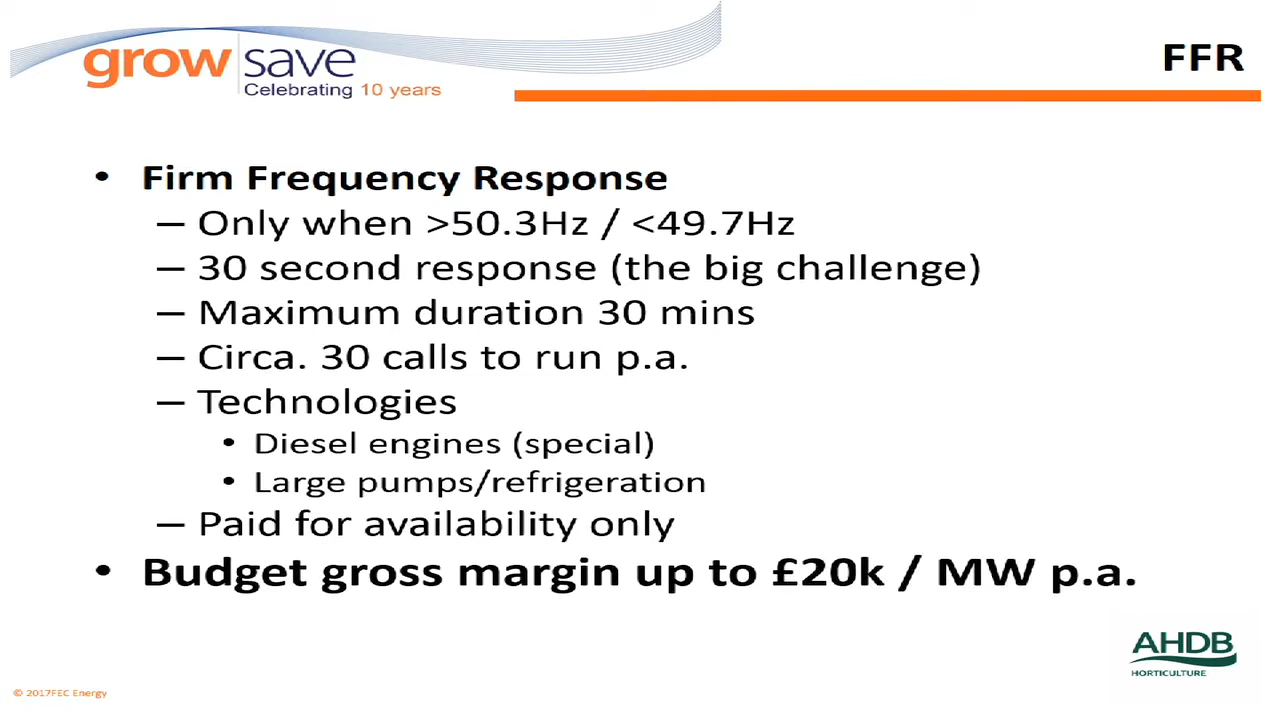 grow save
Celebrating 10 years
FFR
• Firm Frequency Response
– Only when >50.3Hz / <49.7Hz
– 30 second response (the big challenge)
– Maximum duration 30 mins
– Circa. 30 calls to run p.a.
– Technologies
• Diesel engines (special)
• Large pumps/refrigeration
– Paid for availability only
• Budget gross margin up to £20k / MW p.a.
AHDB
HORTICULTURE
© 2017FEC Energy